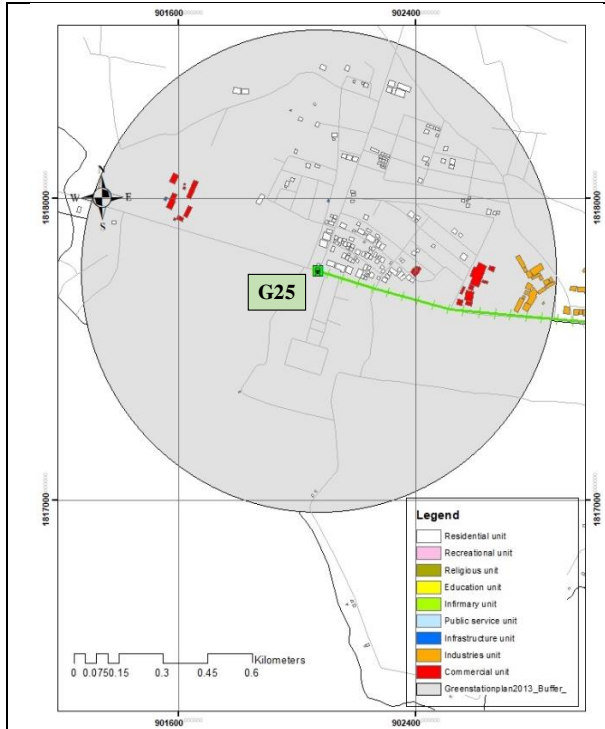 901600
902400
1818000
1818000
N
W E
S
G25
1817000
1817000
Legend
Residential unit
Recreational unit
Religious unit
Education unit
Infirmary unit
Public service unit
Infrastructure unit
Industries unit
Commercial unit
Greenstationplan2013_Buffer_
Kilometers
0 0.075 0.15 0.3 0.45 0.6
901600
902400